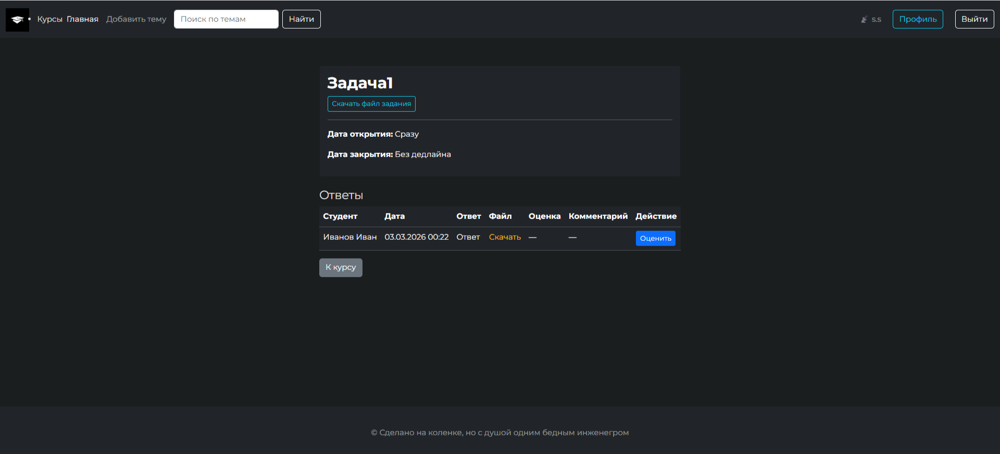 Курсы Главная Добавить тему Поиск по темам Найти s.s Профиль Выйти
Задача1
Скачать файл задания
Дата открытия: Сразу
Дата закрытия: Без дедлайна
Ответы
Студент Дата Ответ Файл Оценка Комментарий Действие
Иванов Иван 03.03.2026 00:22 Ответ Скачать — — Оценить
К курсу
© Сделано на коленке, но с душой одним бедным инженегром